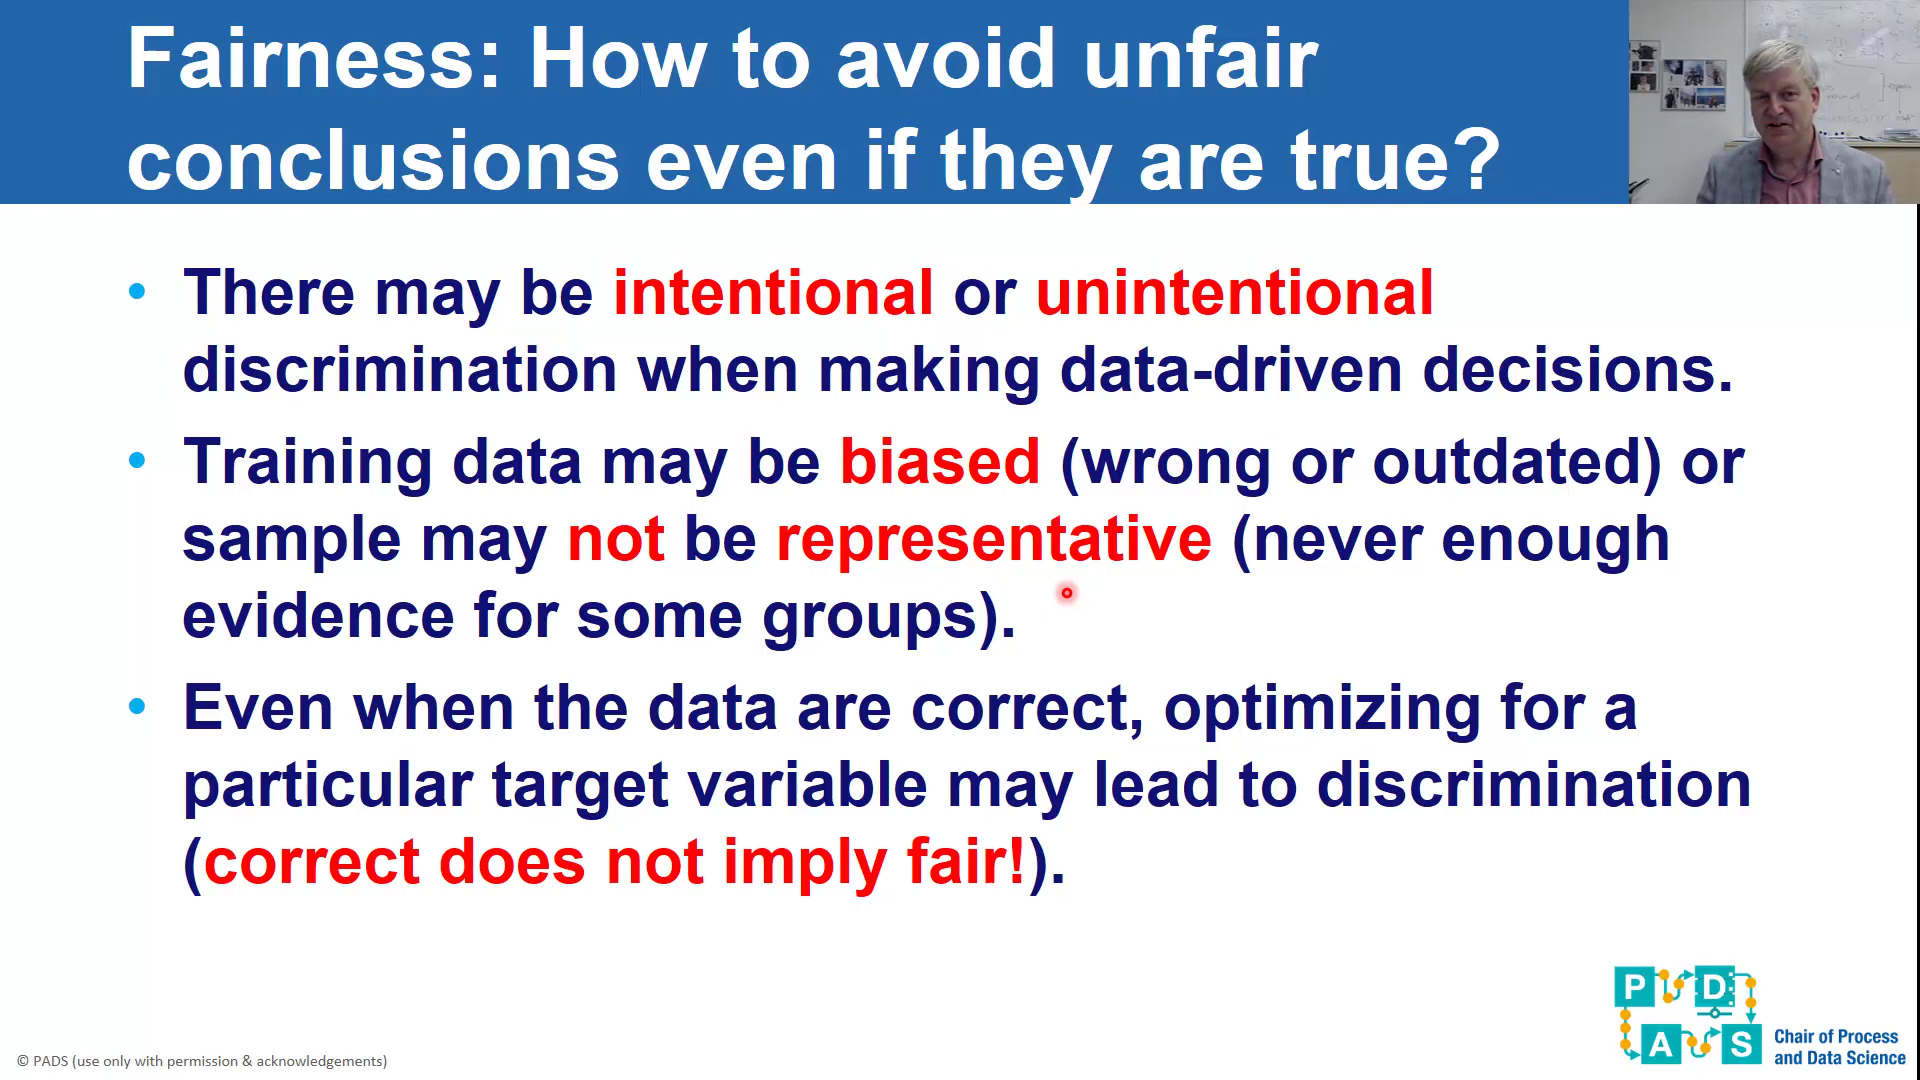 Fairness: How to avoid unfair
conclusions even if they are true?
• There may be intentional or unintentional
discrimination when making data-driven decisions.
• Training data may be biased (wrong or outdated) or
sample may not be representative (never enough
evidence for some groups).
• Even when the data are correct, optimizing for a
particular target variable may lead to discrimination
(correct does not imply fair!).
P D
A S
Chair of Process
and Data Science
© PADS (use only with permission & acknowledgements)